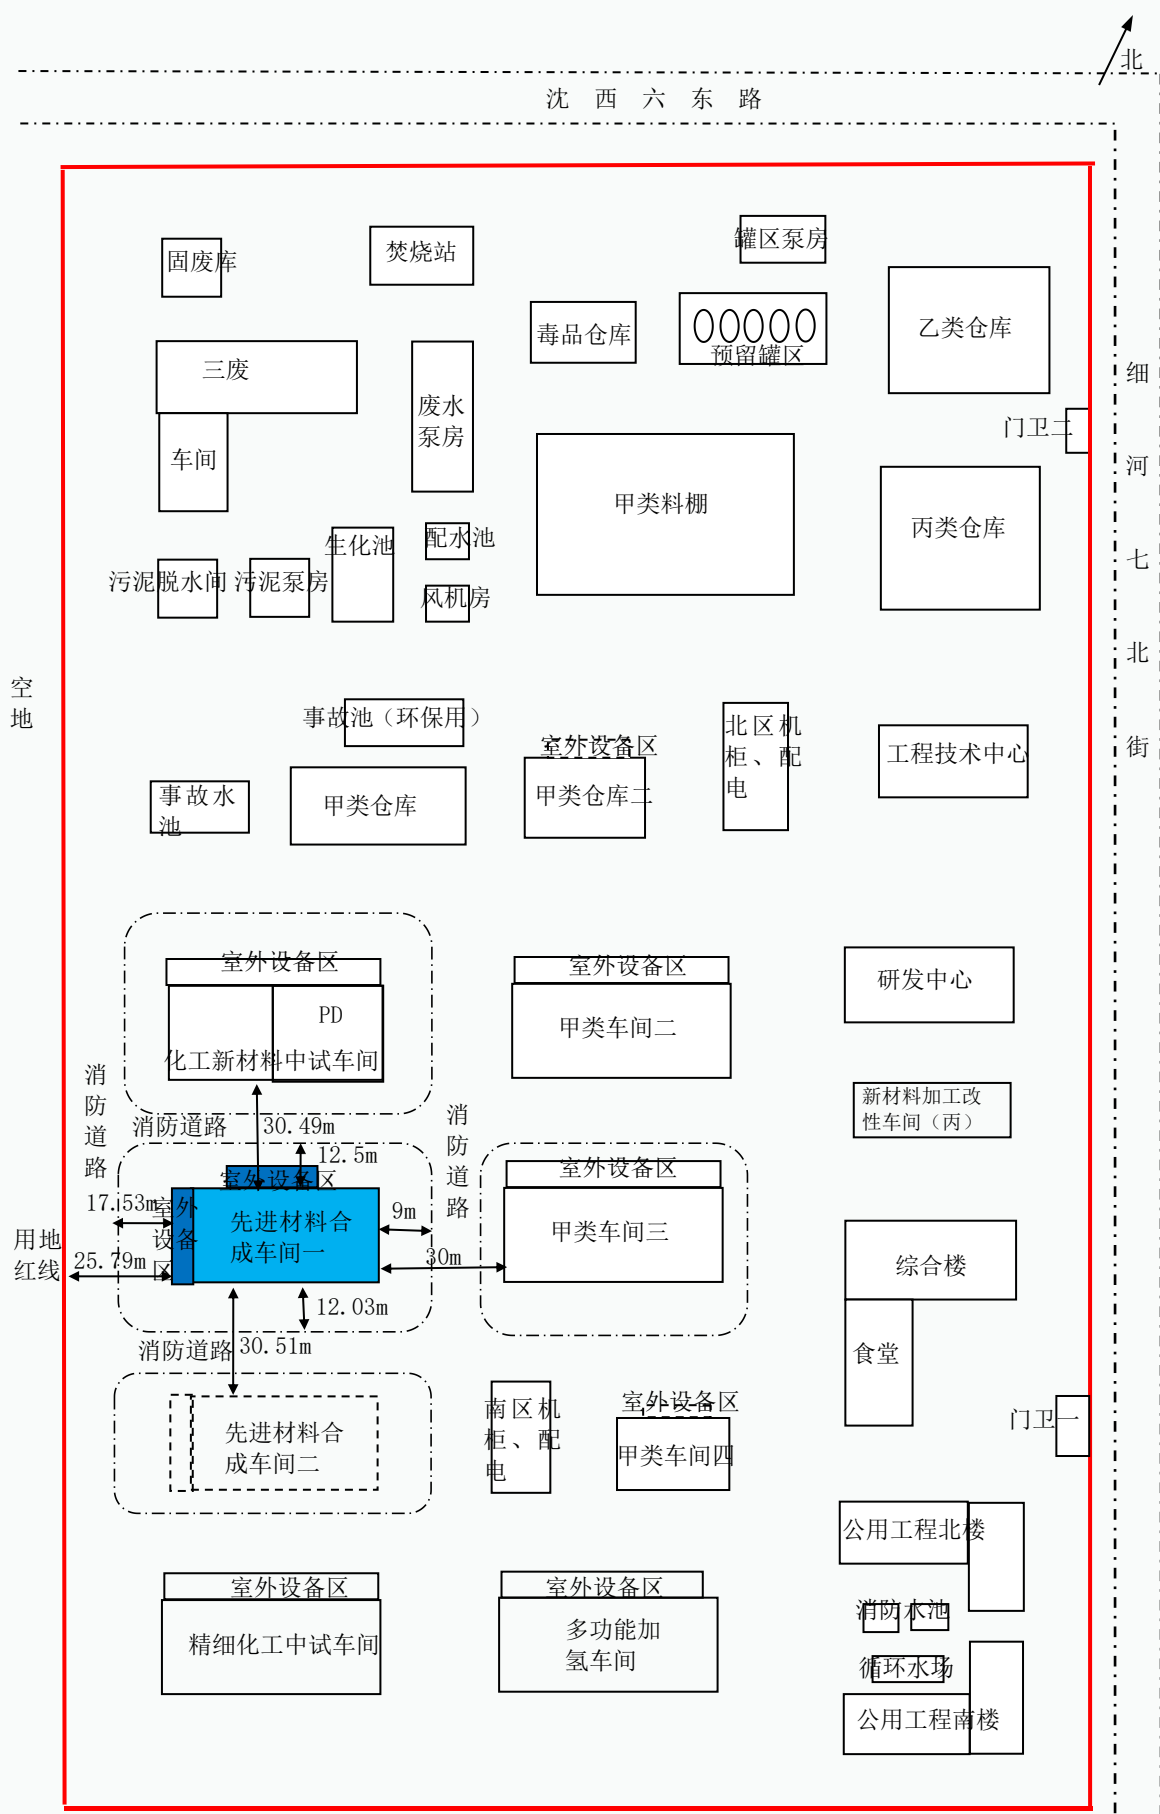 北
沈西六东路
罐区泵房
焚烧站
固废库
毒品仓库
预留罐区
乙类仓库
三废
车间
废水
泵房
细河七北街
门卫二
甲类料棚
丙类仓库
生化池
配水池
污泥脱水间
污泥泵房
风机房
空
地
事故池（环保用）
室外设备区
甲类仓库二
北区机
柜、配
电
工程技术中心
事故水
池
甲类仓库
室外设备区
PD
化工新材料中试车间
室外设备区
甲类车间二
研发中心
新材料加工改
性车间（丙）
消防道路
消防道路
30.49m
消防道路
12.5m
室外设备区
17.53m
室外
设备
区
先进材料合
成车间一
9m
30m
室外设备区
甲类车间三
用地
红线
25.79m
12.03m
综合楼
食堂
消防道路
30.51m
先进材料合
成车间二
南区机
柜、配
电
室外设备区
甲类车间四
门卫一
公用工程北楼
室外设备区
精细化工中试车间
室外设备区
多功能加
氢车间
消防水池
循环水场
公用工程南楼